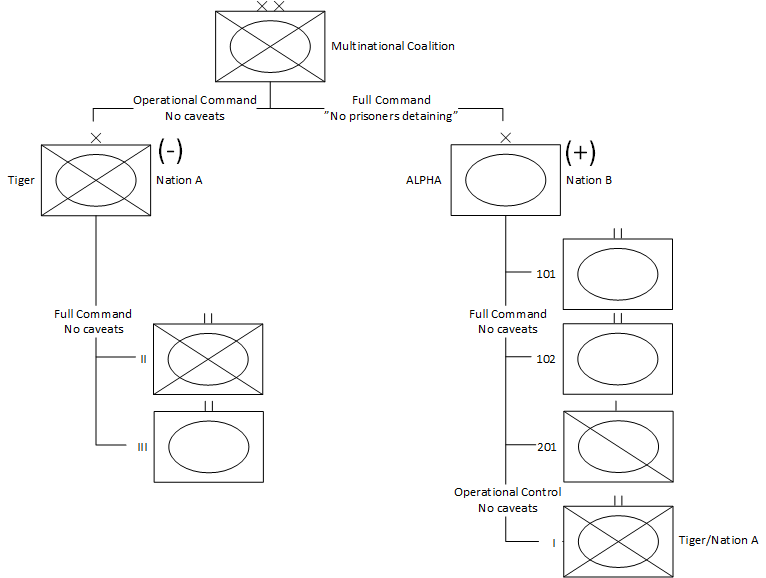 Multinational Coalition
Operational Command
No caveats
Full Command
"No prisoners detaining"
(-)
(+)
Tiger
Nation A
ALPHA
Nation B
101
Full Command
No caveats
Full Command
No caveats
II
102
III
201
Operational Control
No caveats
I
Tiger/Nation A